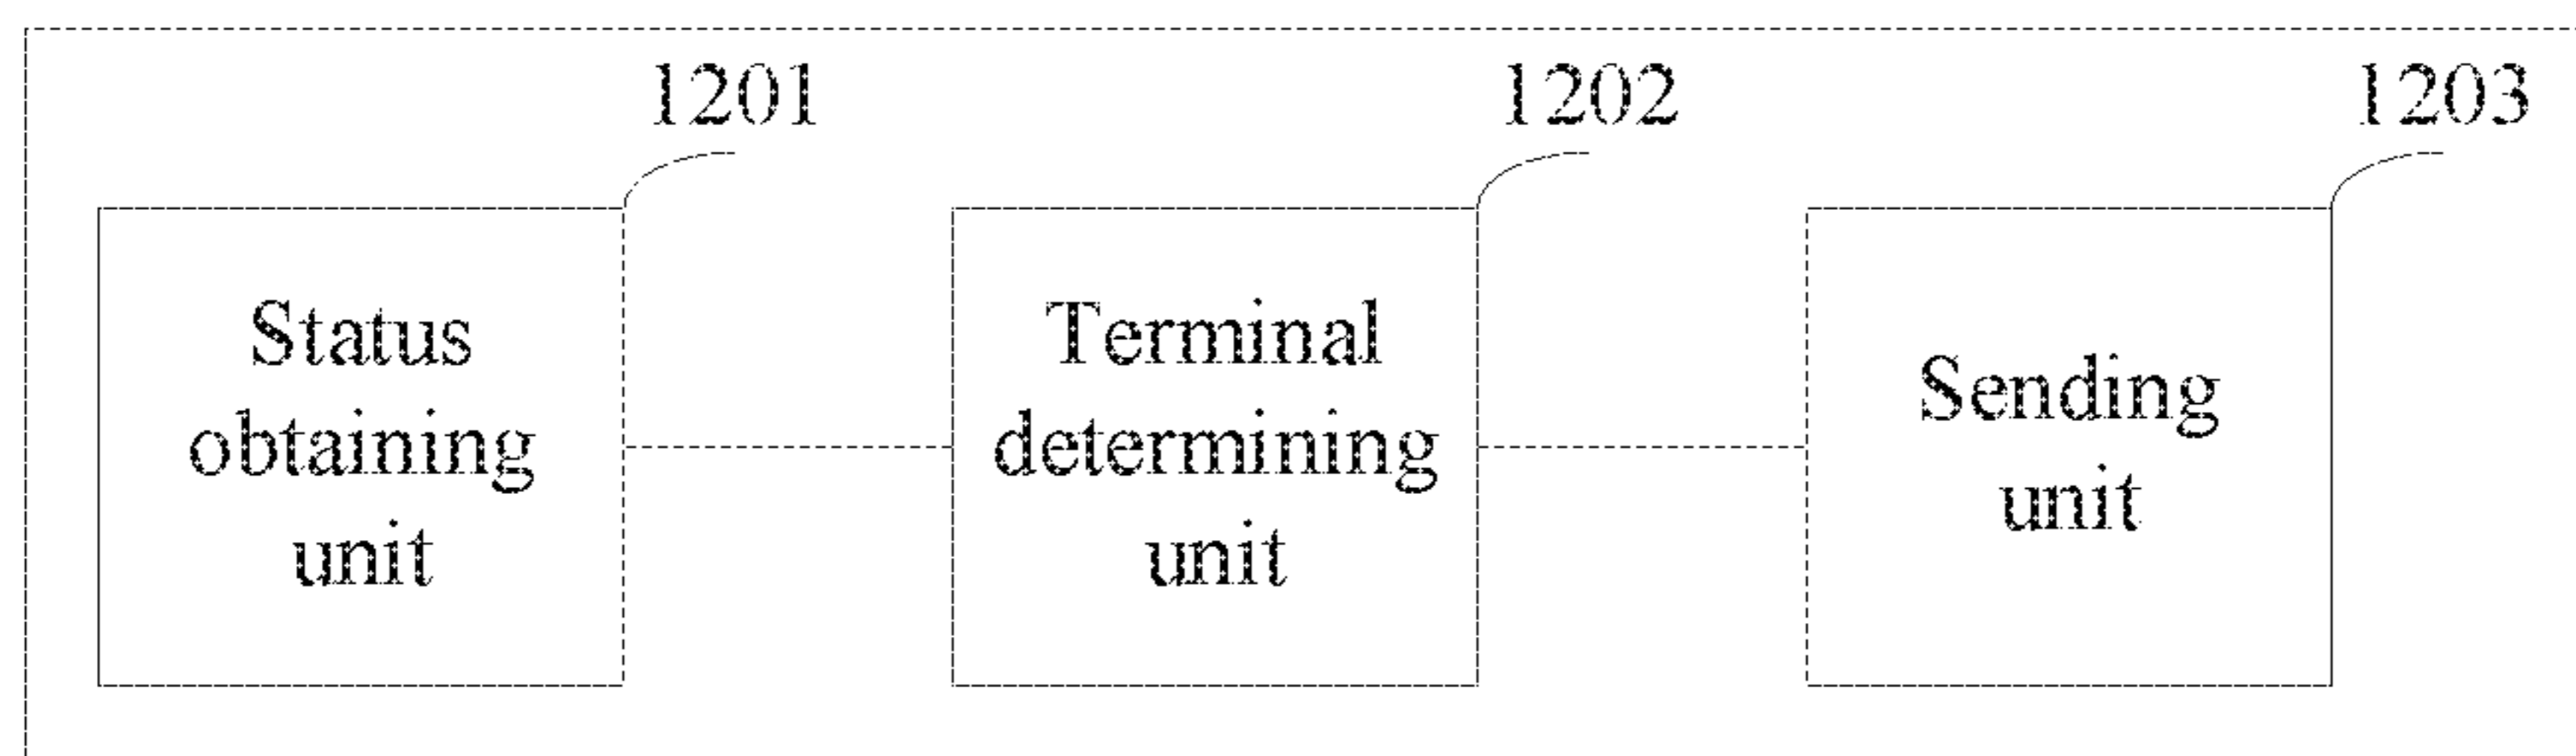 1201
1202
1203
Status
obtaining
unit
Terminal
determining
unit
Sending
unit